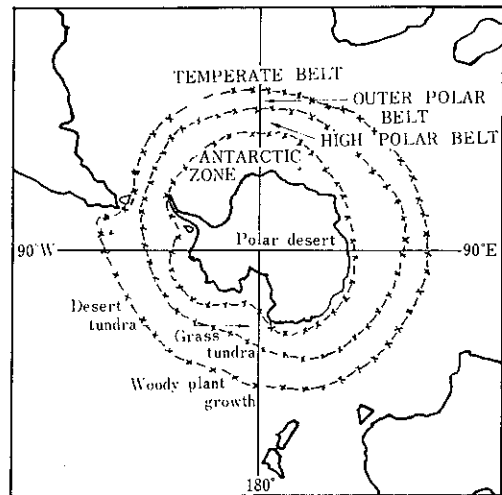 TEMPERATE BELT
OUTER POLAR
BELT
HIGH POLAR BELT
ANTARCTIC
ZONE
Polar desert
90°W
90°E
Desert
tundra
Grass
tundra
Woody plant
growth
180°